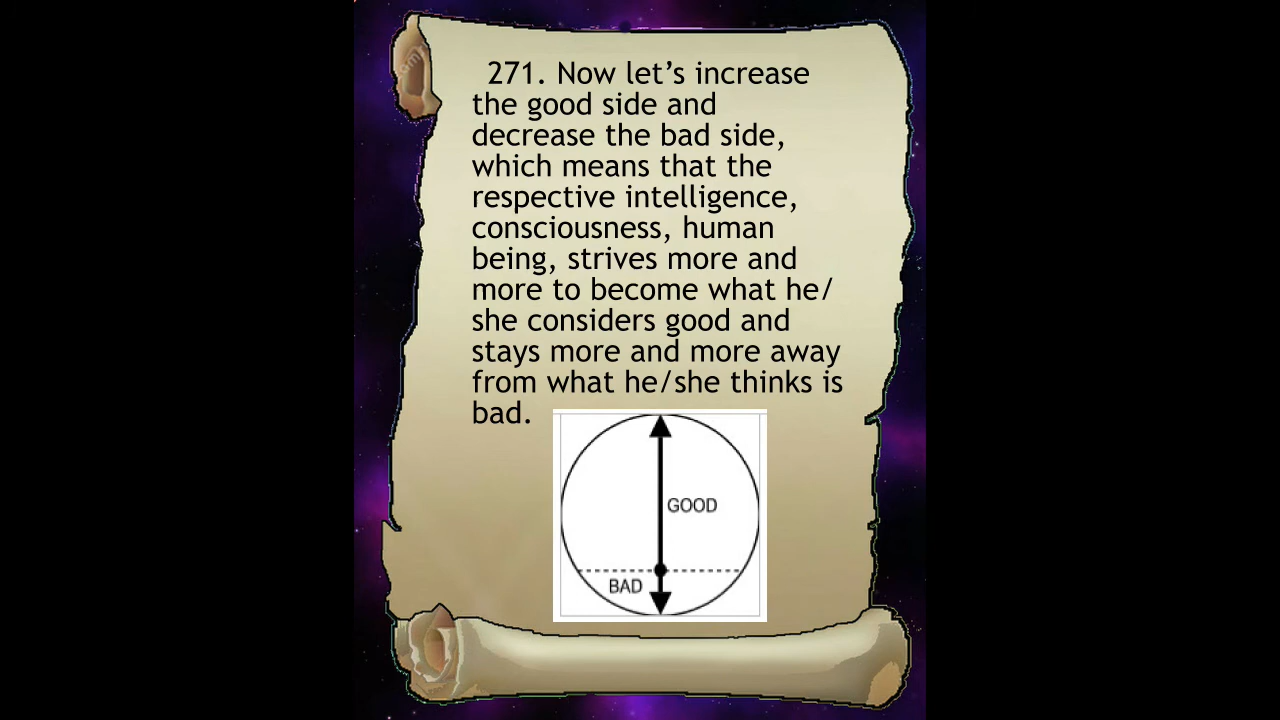 271. Now let’s increase
the good side and
decrease the bad side,
which means that the
respective intelligence,
consciousness, human
being, strives more and
more to become what he/
she considers good and
stays more and more away
from what he/she thinks is
bad.
GOOD
BAD